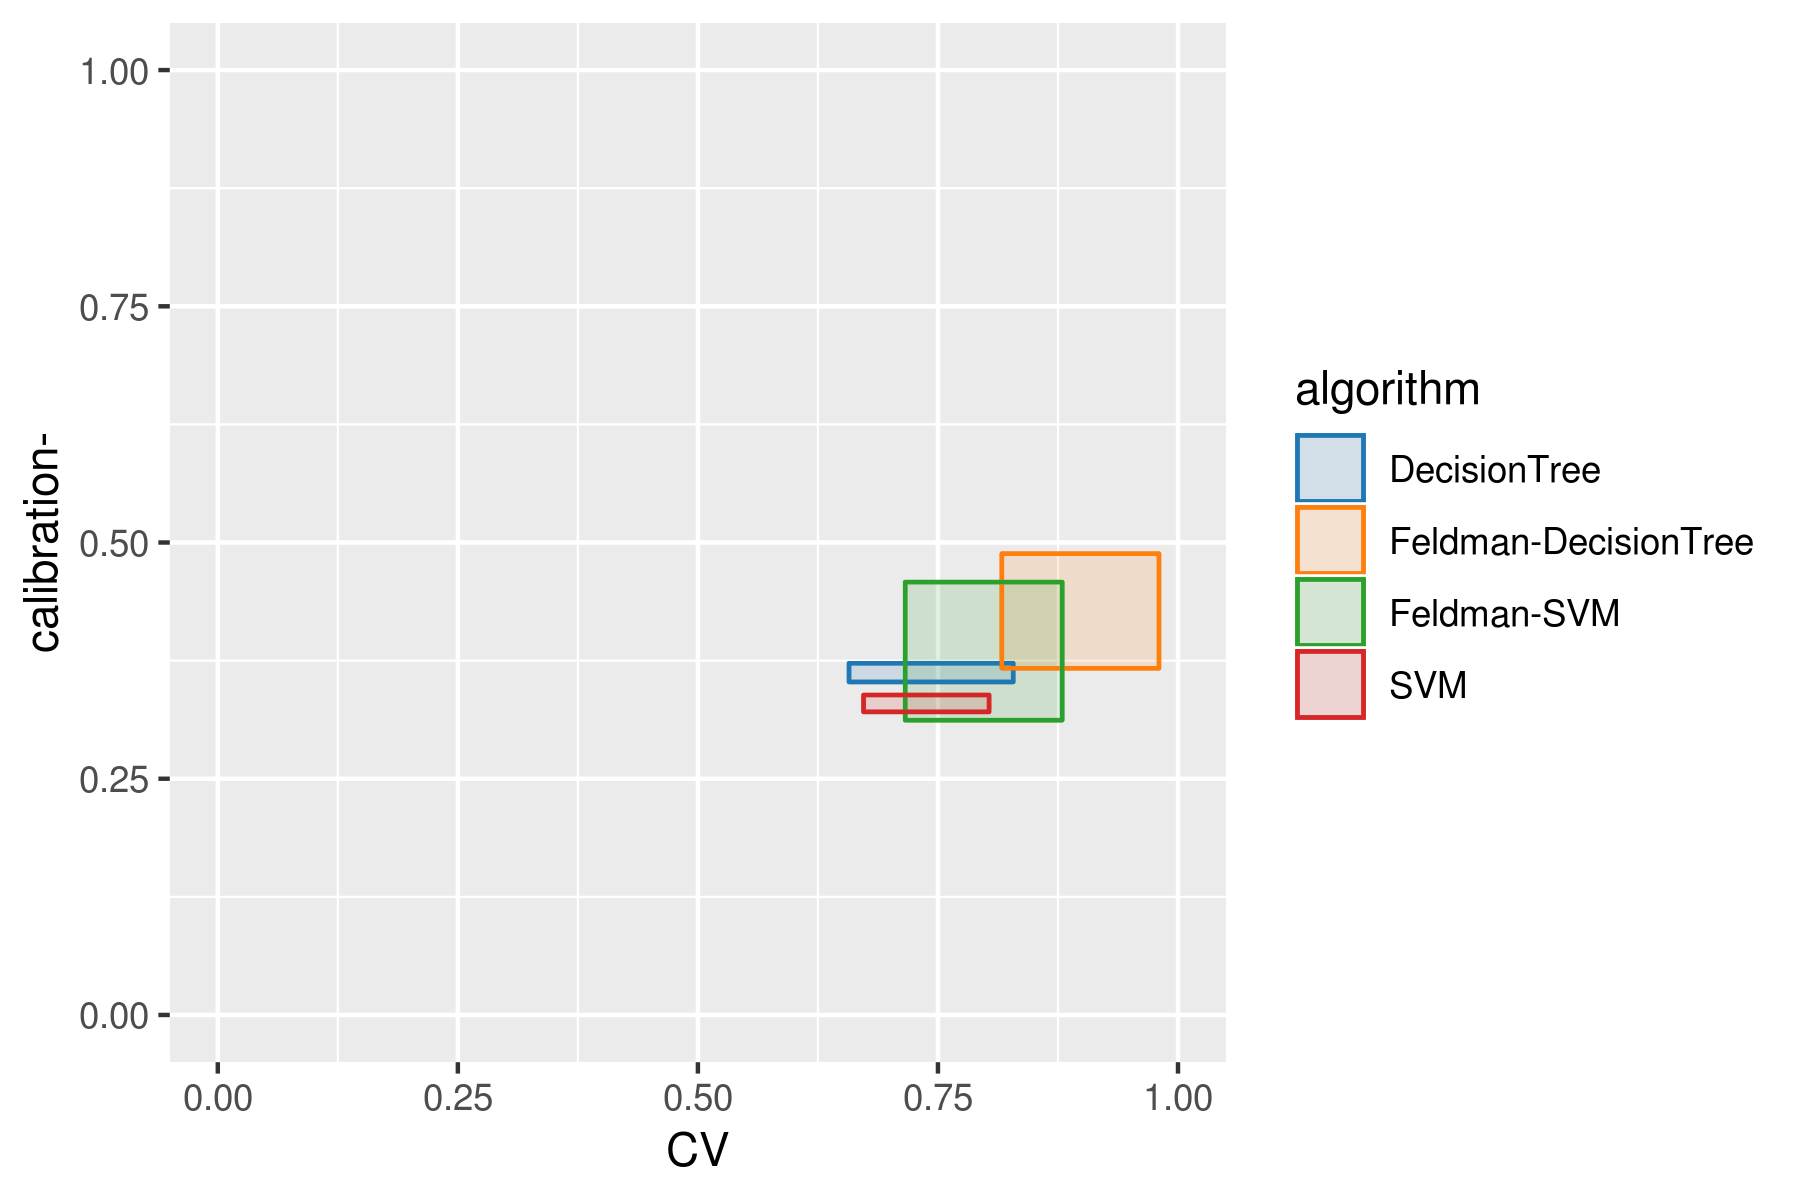 1.00
0.75
0.50
0.25
0.00
calibration-
0.00 0.25 0.50 0.75 1.00
CV
algorithm
DecisionTree
Feldman-DecisionTree
Feldman-SVM
SVM